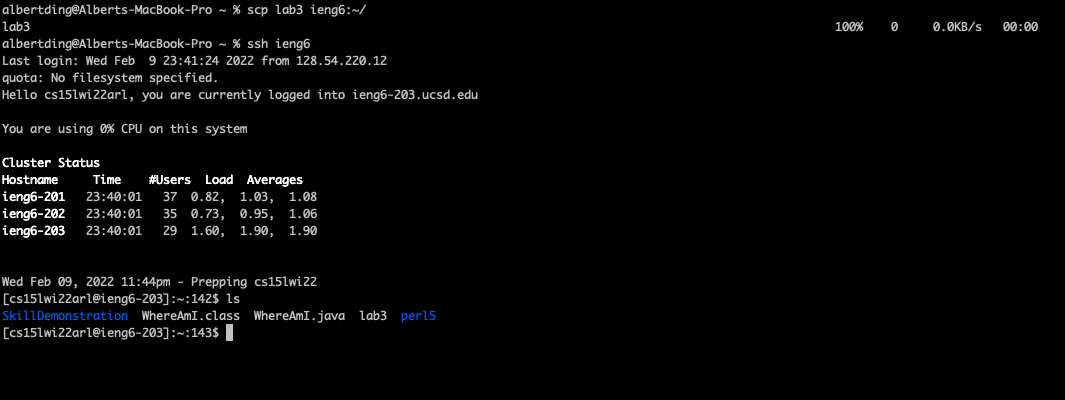 albertding@Alberts-MacBook-Pro ~ % scp lab3 ieng6:~/
lab3 100% 0 0.0KB/s 00:00
albertding@Alberts-MacBook-Pro ~ % ssh ieng6
Last login: Wed Feb  9 23:41:24 2022 from 128.54.220.12
quota: No filesystem specified.
Hello cs15lwi22arl, you are currently logged into ieng6-203.ucsd.edu
You are using 0% CPU on this system
Cluster Status
Hostname     Time    #Users  Load  Averages
ieng6-201   23:40:01   37  0.82,  1.03,  1.08
ieng6-202   23:40:01   35  0.73,  0.95,  1.06
ieng6-203   23:40:01   29  1.60,  1.90,  1.90
Wed Feb 09, 2022 11:44pm - Prepping cs15lwi22
[cs15lwi22arl@ieng6-203]:~:142$ ls
SkillDemonstration  WhereAmI.class  WhereAmI.java  lab3  perl5
[cs15lwi22arl@ieng6-203]:~:143$